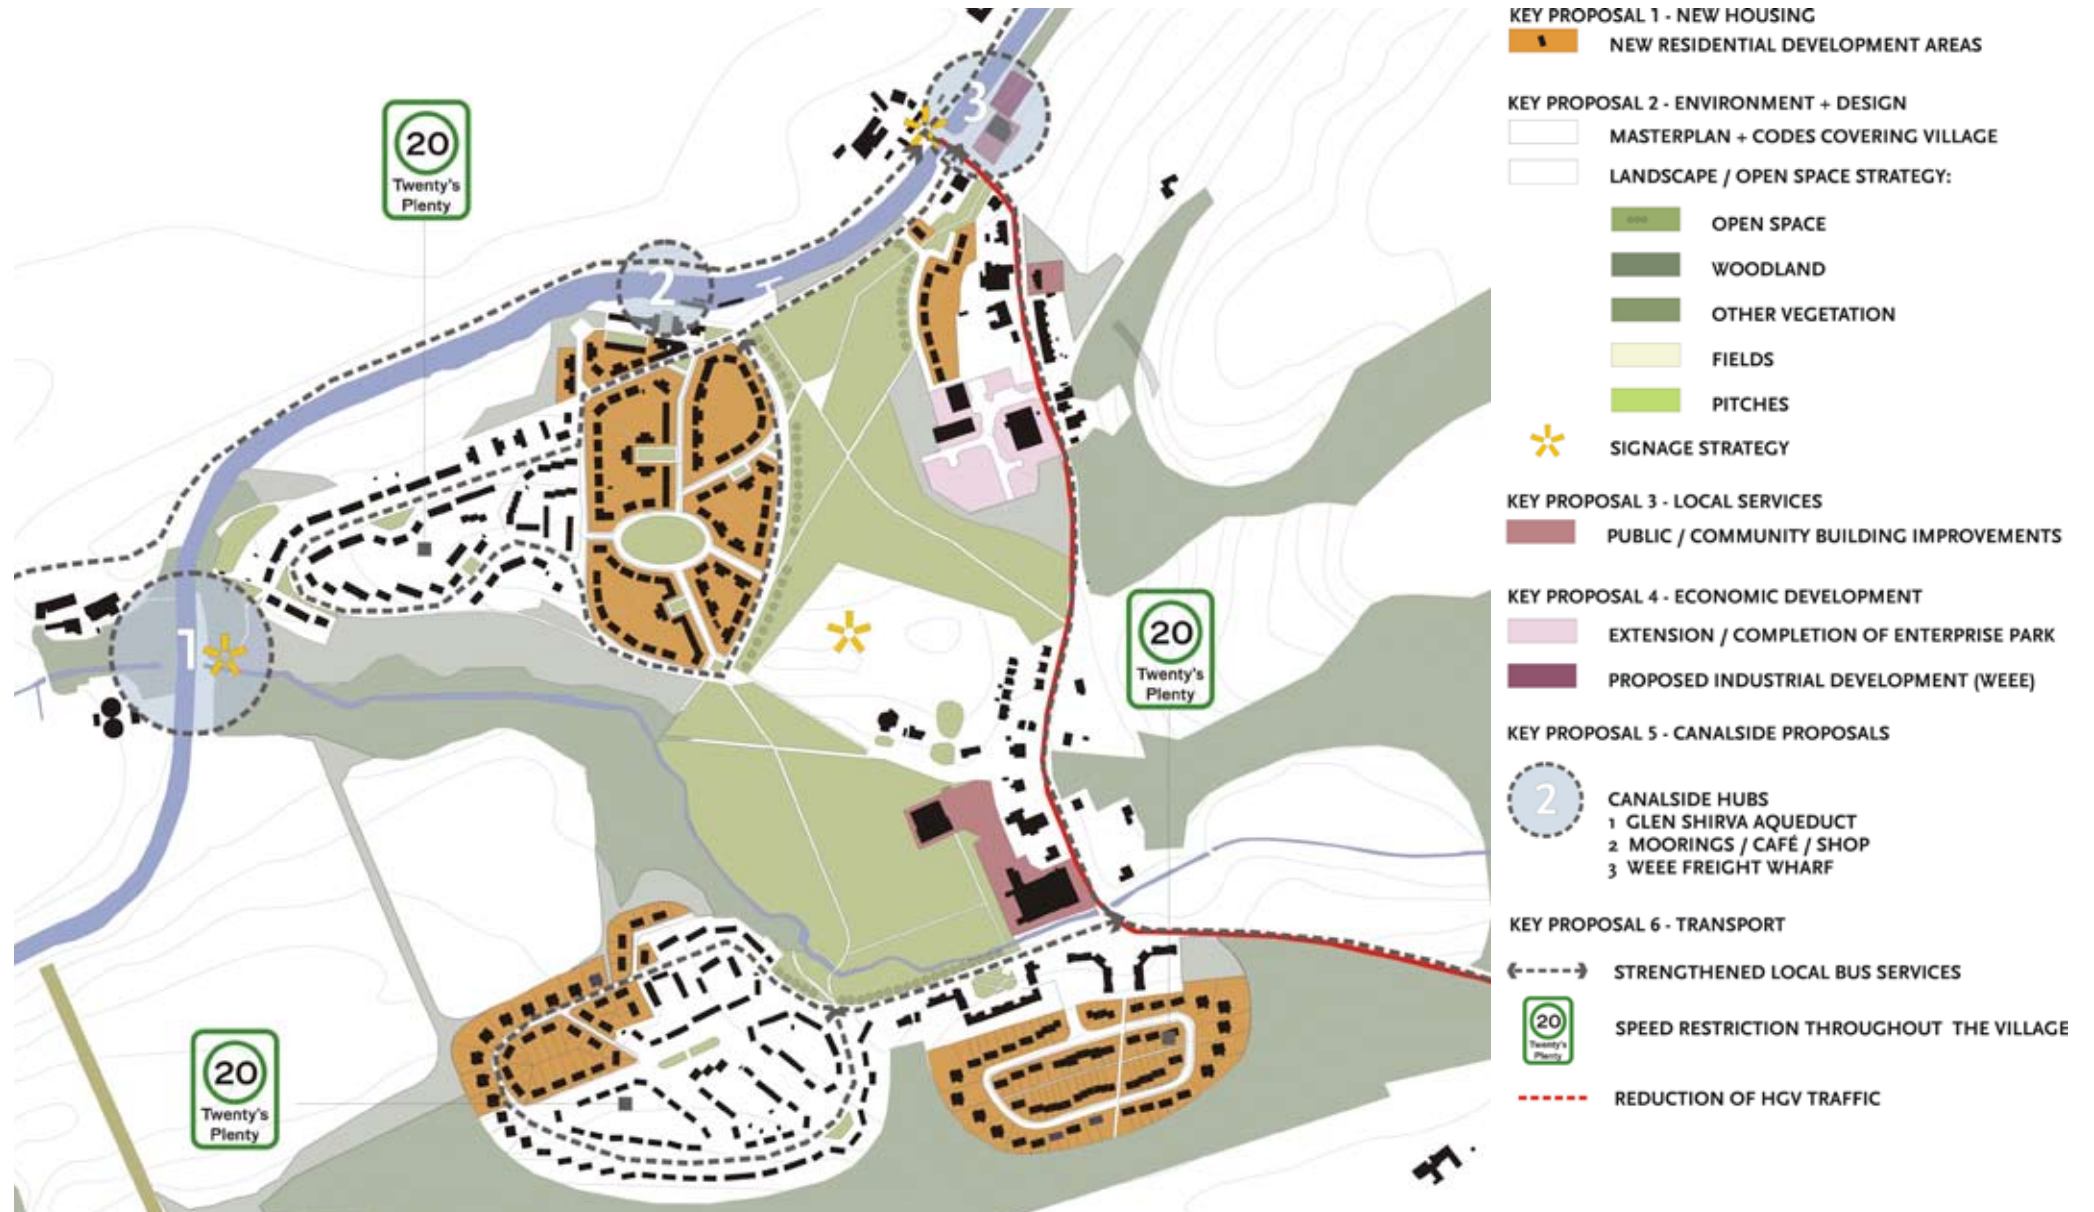 20
Twenty's
Plenty
3
2
1
20
Twenty's
Plenty
20
Twenty's
Plenty
KEY PROPOSAL 1 - NEW HOUSING
NEW RESIDENTIAL DEVELOPMENT AREAS
KEY PROPOSAL 2 - ENVIRONMENT + DESIGN
MASTERPLAN + CODES COVERING VILLAGE
LANDSCAPE / OPEN SPACE STRATEGY:
OPEN SPACE
WOODLAND
OTHER VEGETATION
FIELDS
PITCHES
SIGNAGE STRATEGY
KEY PROPOSAL 3 - LOCAL SERVICES
PUBLIC / COMMUNITY BUILDING IMPROVEMENTS
KEY PROPOSAL 4 - ECONOMIC DEVELOPMENT
EXTENSION / COMPLETION OF ENTERPRISE PARK
PROPOSED INDUSTRIAL DEVELOPMENT (WEEE)
KEY PROPOSAL 5 - CANALSIDE PROPOSALS
2
CANALSIDE HUBS
1 GLEN SHIRVA AQUEDUCT
2 MOORINGS / CAFÉ / SHOP
3 WEEE FREIGHT WHARF
KEY PROPOSAL 6 - TRANSPORT
STRENGTHENED LOCAL BUS SERVICES
20
Twenty's
Plenty
SPEED RESTRICTION THROUGHOUT THE VILLAGE
REDUCTION OF HGV TRAFFIC